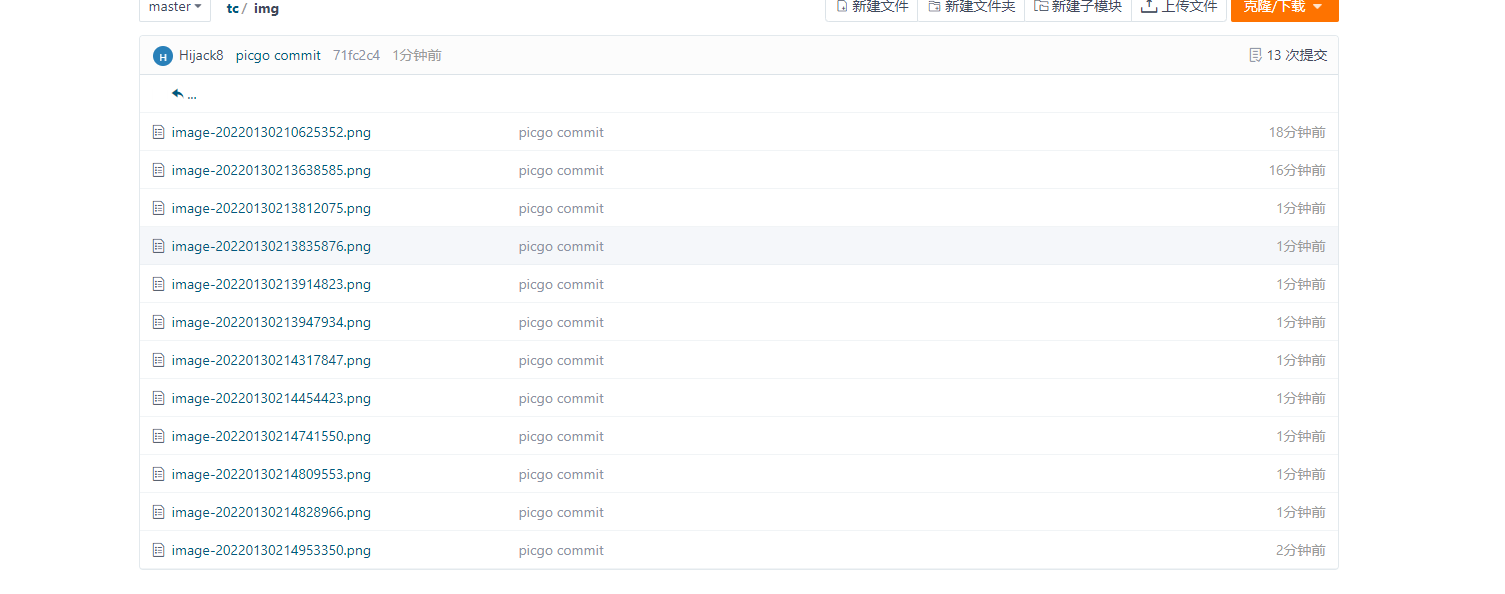 master tc / img 新建文件 新建文件夹 新建子模块 上传文件 克隆/下载
H Hijack8 picgo commit 71fc2c4 1分钟前 13 次提交
...
image-20220130210625352.png picgo commit 18分钟前
image-20220130213638585.png picgo commit 16分钟前
image-20220130213812075.png picgo commit 1分钟前
image-20220130213835876.png picgo commit 1分钟前
image-20220130213914823.png picgo commit 1分钟前
image-20220130213947934.png picgo commit 1分钟前
image-20220130214317847.png picgo commit 1分钟前
image-20220130214454423.png picgo commit 1分钟前
image-20220130214741550.png picgo commit 1分钟前
image-20220130214809553.png picgo commit 1分钟前
image-20220130214828966.png picgo commit 1分钟前
image-20220130214953350.png picgo commit 2分钟前